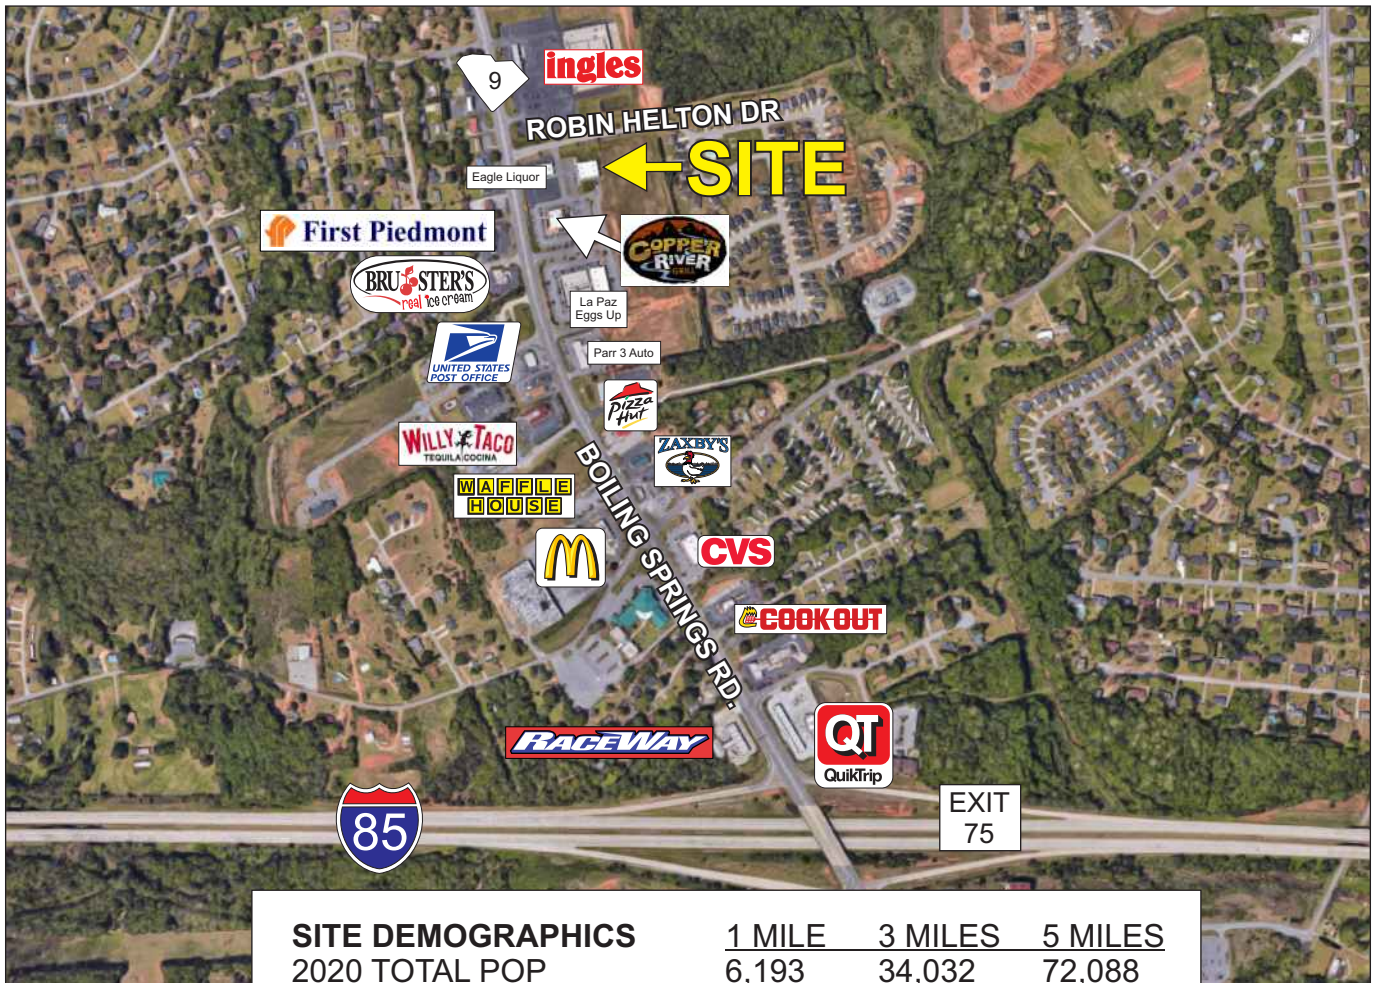 9
ingles
ROBIN HELTON DR
SITE
Eagle Liquor
First Piedmont
COPPER
RIVER
GRILL
BRUSTER'S
real ice cream
La Paz
Eggs Up
UNITED STATES
POST OFFICE
Parr 3 Auto
Pizza
Hut
WILLY TACO
TEQUILA COCINA
ZAXBY'S
WAFFLE
HOUSE
BOILING SPRINGS RD.
M
CVS
COOK OUT
RACEWAY
QT
QuikTrip
85
EXIT
75
SITE DEMOGRAPHICS 1 MILE 3 MILES 5 MILES
2020 TOTAL POP 6,193 34,032 72,088